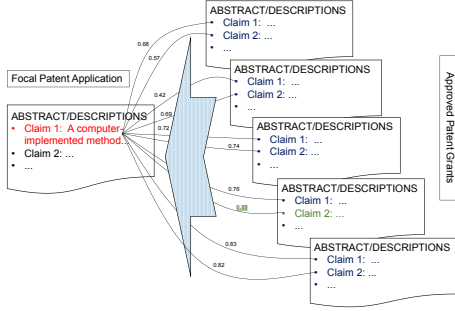 ABSTRACT/DESCRIPTIONS
• Claim 1: ...
• Claim 2: ...
• ...
0.68
0.57
ABSTRACT/DESCRIPTIONS
• Claim 1: ...
• Claim 2: ...
• ...
Focal Patent Application
0.42
0.69
0.72
ABSTRACT/DESCRIPTIONS
• Claim 1: A computer-
implemented method...
• Claim 2: ...
• ...
ABSTRACT/DESCRIPTIONS
• Claim 1: ...
• Claim 2: ...
• ...
0.74
Approved Patent Grants
ABSTRACT/DESCRIPTIONS
• Claim 1: ...
• Claim 2: ...
• ...
0.76
0.89
ABSTRACT/DESCRIPTIONS
• Claim 1: ...
• Claim 2: ...
• ...
0.83
0.82